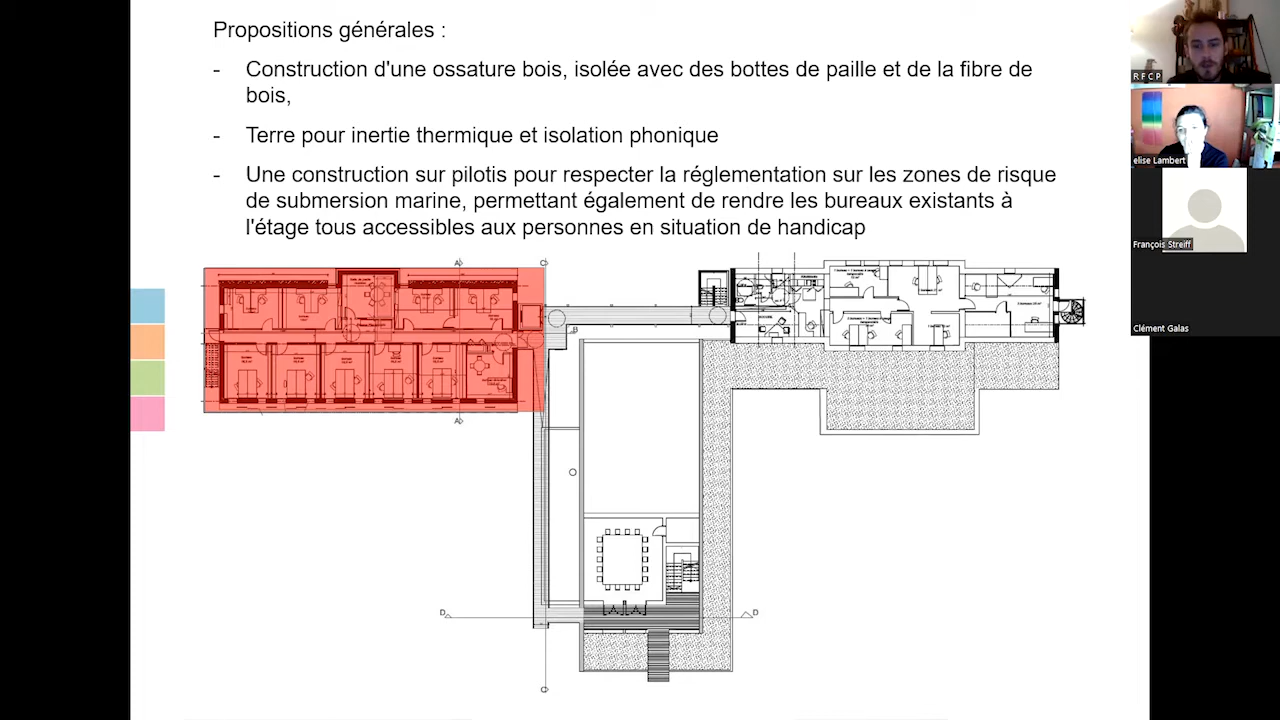 Propositions générales :
- Construction d'une ossature bois, isolée avec des bottes de paille et de la fibre de
bois,
- Terre pour inertie thermique et isolation phonique
- Une construction sur pilotis pour respecter la réglementation sur les zones de risque
de submersion marine, permettant également de rendre les bureaux existants à
l'étage tous accessibles aux personnes en situation de handicap
R F C P
elise Lambert
François Streiff
Clément Galas
A
C
B
A
D
D
C